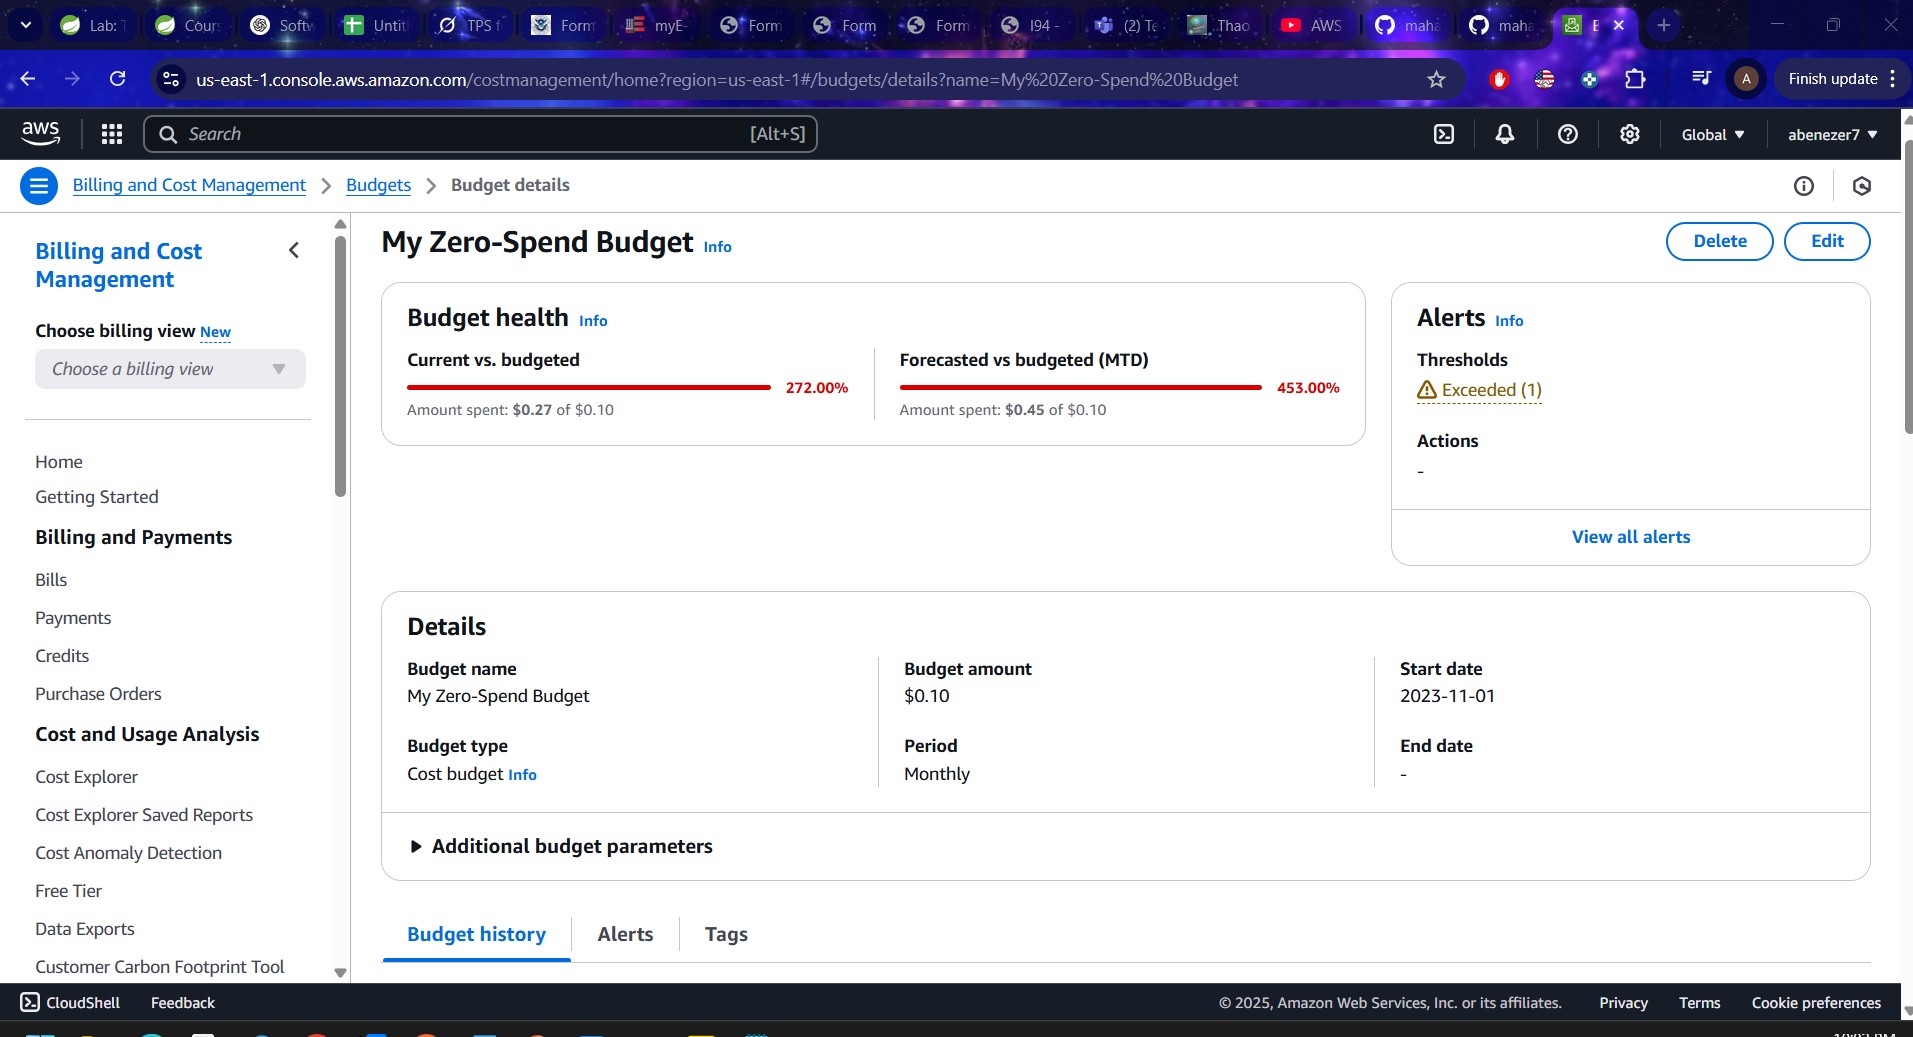 Lab: T
Cours
Softw
Untitl
TPS f
Form
myE-
Form
Form
Form
I94 -
(2) Te
Thao
AWS
maha
maha
us-east-1.console.aws.amazon.com/costmanagement/home?region=us-east-1#/budgets/details?name=My%20Zero-Spend%20Budget
A
Finish update
aws
Search
[Alt+S]
Global
abenezer7
Billing and Cost Management
Budgets
Budget details
Billing and Cost
Management
Choose billing view New
Choose a billing view
Home
Getting Started
Billing and Payments
Bills
Payments
Credits
Purchase Orders
Cost and Usage Analysis
Cost Explorer
Cost Explorer Saved Reports
Cost Anomaly Detection
Free Tier
Data Exports
Customer Carbon Footprint Tool
My Zero-Spend Budget Info
Delete
Edit
Budget health Info
Current vs. budgeted
272.00%
Amount spent: $0.27 of $0.10
Forecasted vs budgeted (MTD)
453.00%
Amount spent: $0.45 of $0.10
Alerts Info
Thresholds
Exceeded (1)
Actions
-
View all alerts
Details
Budget name
My Zero-Spend Budget
Budget type
Cost budget Info
Budget amount
$0.10
Period
Monthly
Start date
2023-11-01
End date
-
Additional budget parameters
Budget history
Alerts
Tags
CloudShell
Feedback
© 2025, Amazon Web Services, Inc. or its affiliates.
Privacy
Terms
Cookie preferences